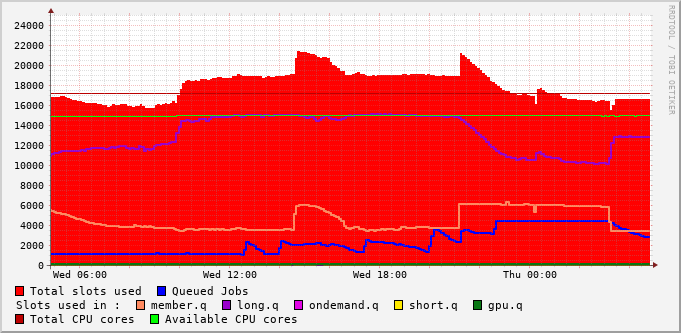 24000
22000
20000
18000
16000
14000
12000
10000
8000
6000
4000
2000
0
Wed 06:00 Wed 12:00 Wed 18:00 Thu 00:00
RRDTOOL / TOBI OETIKER
Total slots used Queued Jobs
Slots used in : member.q long.q ondemand.q short.q gpu.q
Total CPU cores Available CPU cores